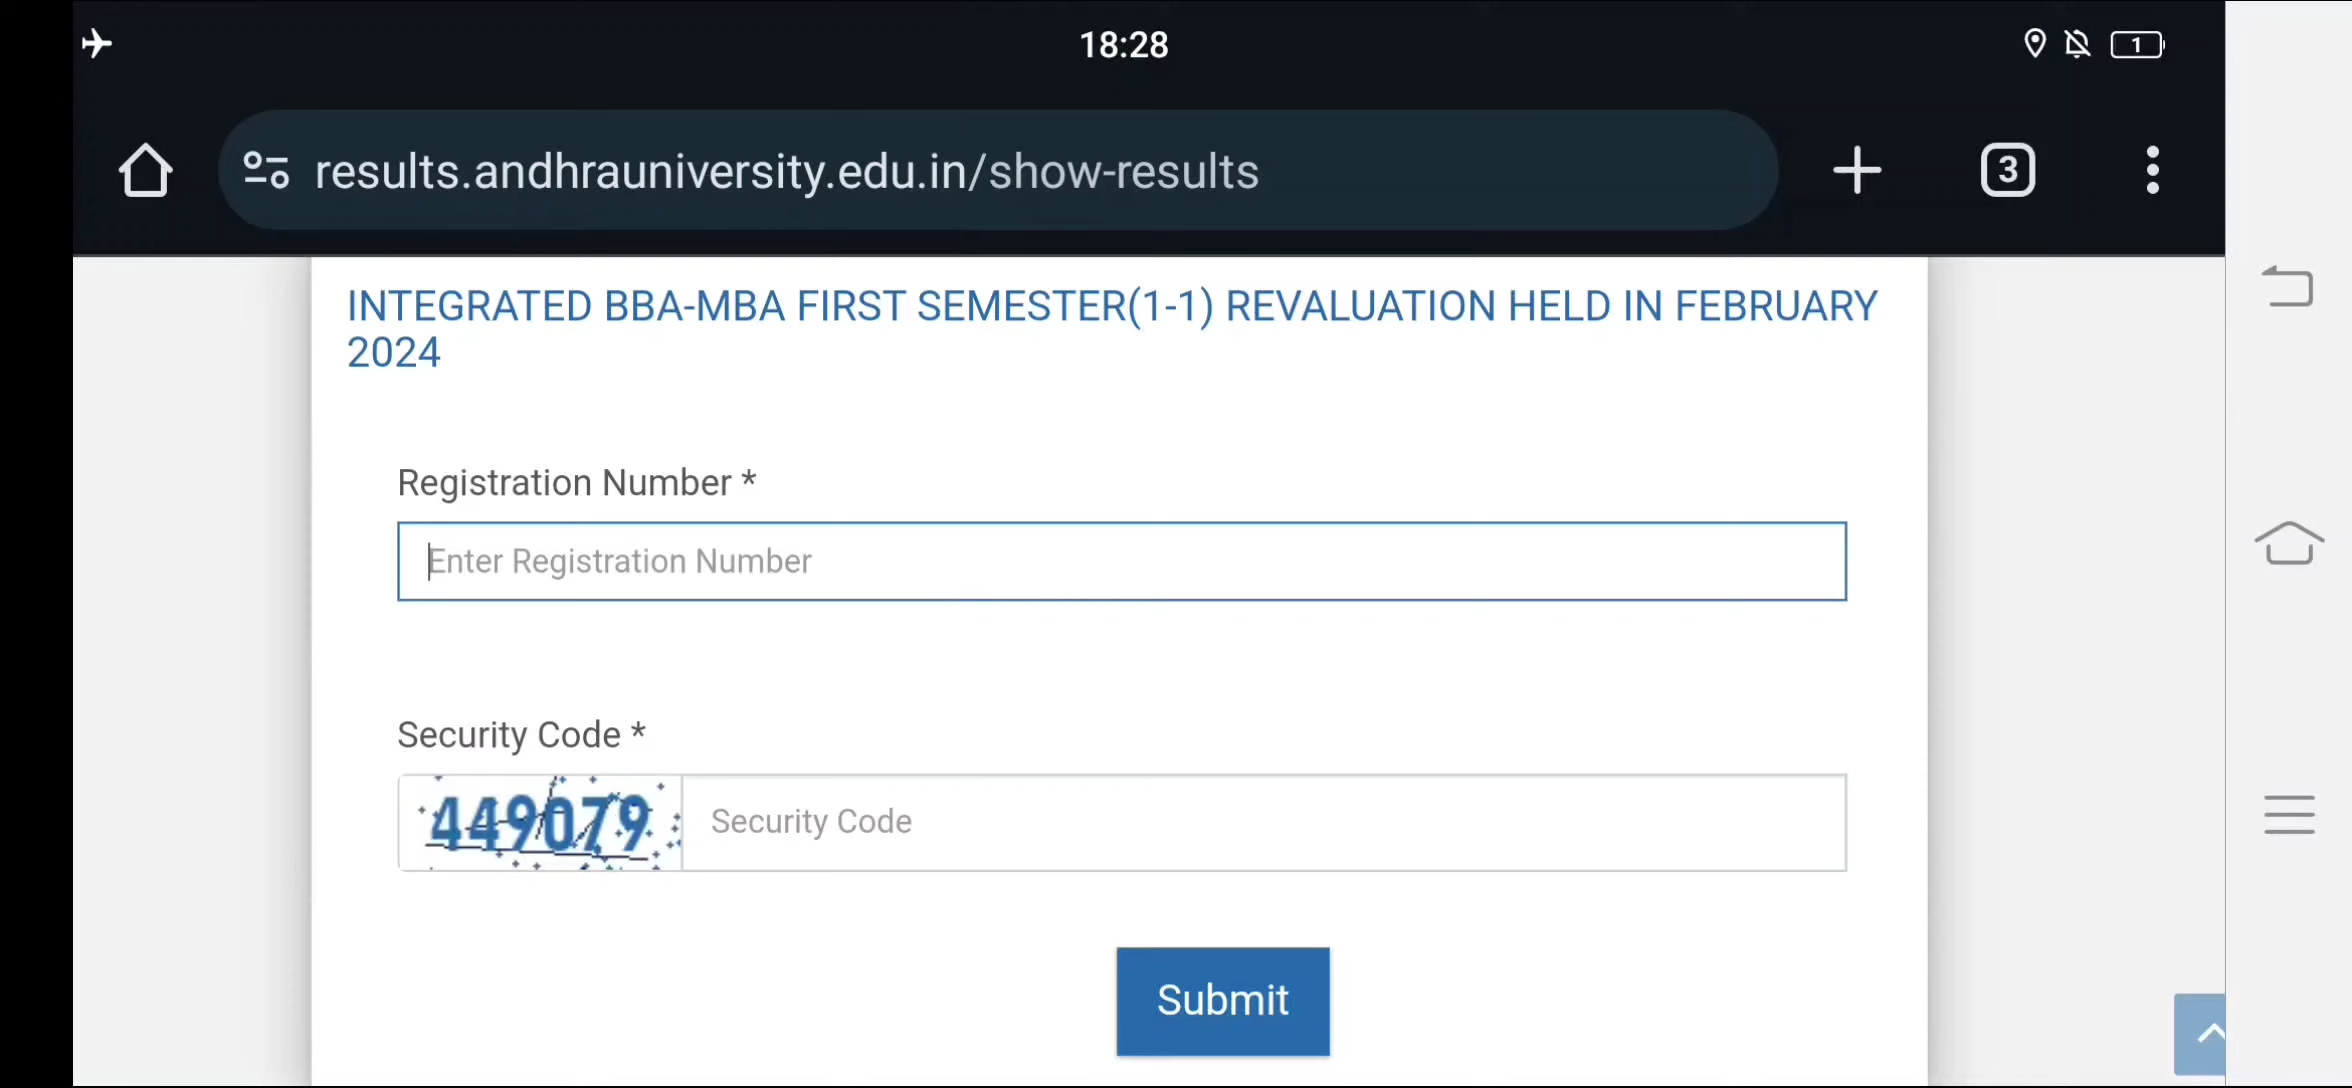 18:28
1
results.andhrauniversity.edu.in/show-results
3
INTEGRATED BBA-MBA FIRST SEMESTER(1-1) REVALUATION HELD IN FEBRUARY
2024
Registration Number *
Enter Registration Number
Security Code *
449079
Security Code
Submit